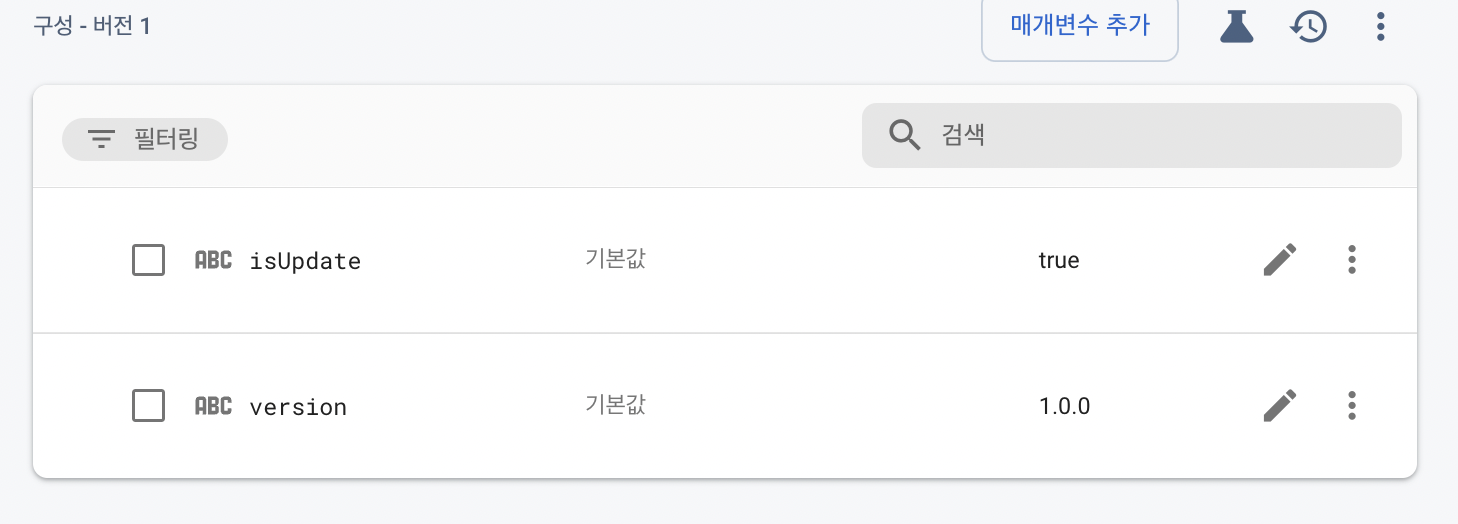 구성 - 버전 1
매개변수 추가
필터링
검색
ABC isUpdate 기본값 true
ABC version 기본값 1.0.0